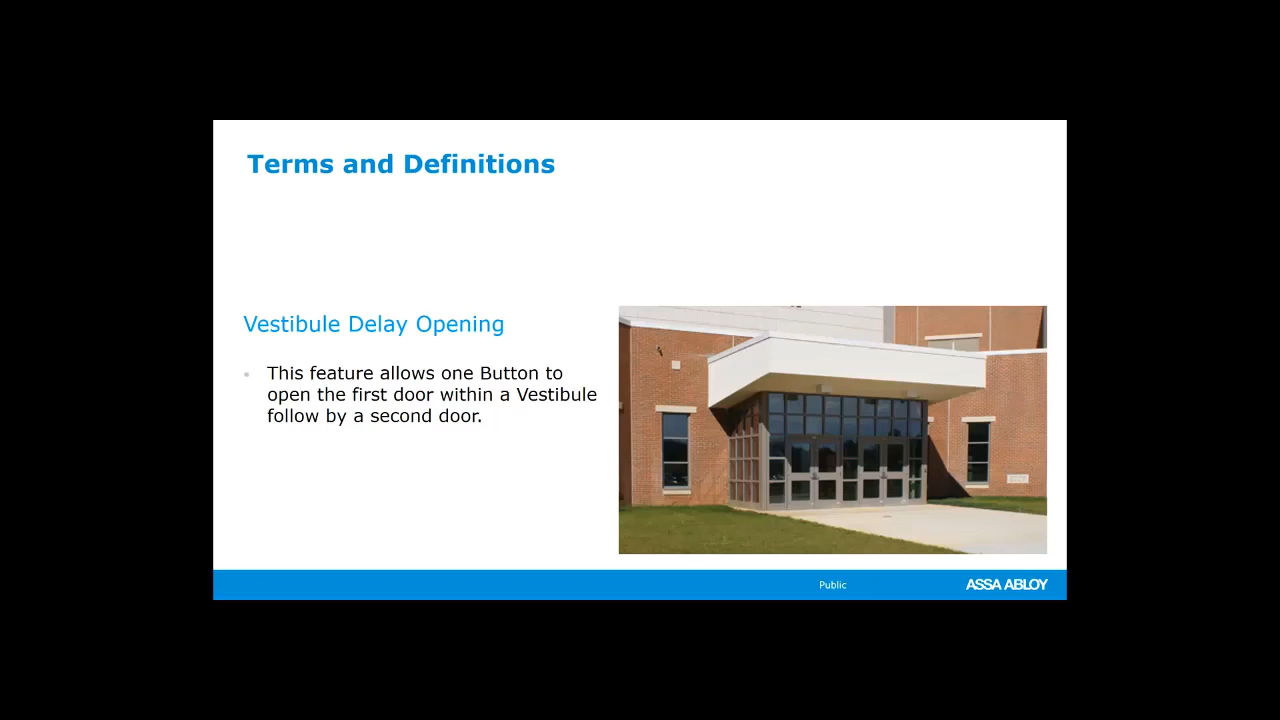 Terms and Definitions
Vestibule Delay Opening
This feature allows one Button to
open the first door within a Vestibule
follow by a second door.
Public
ASSA ABLOY